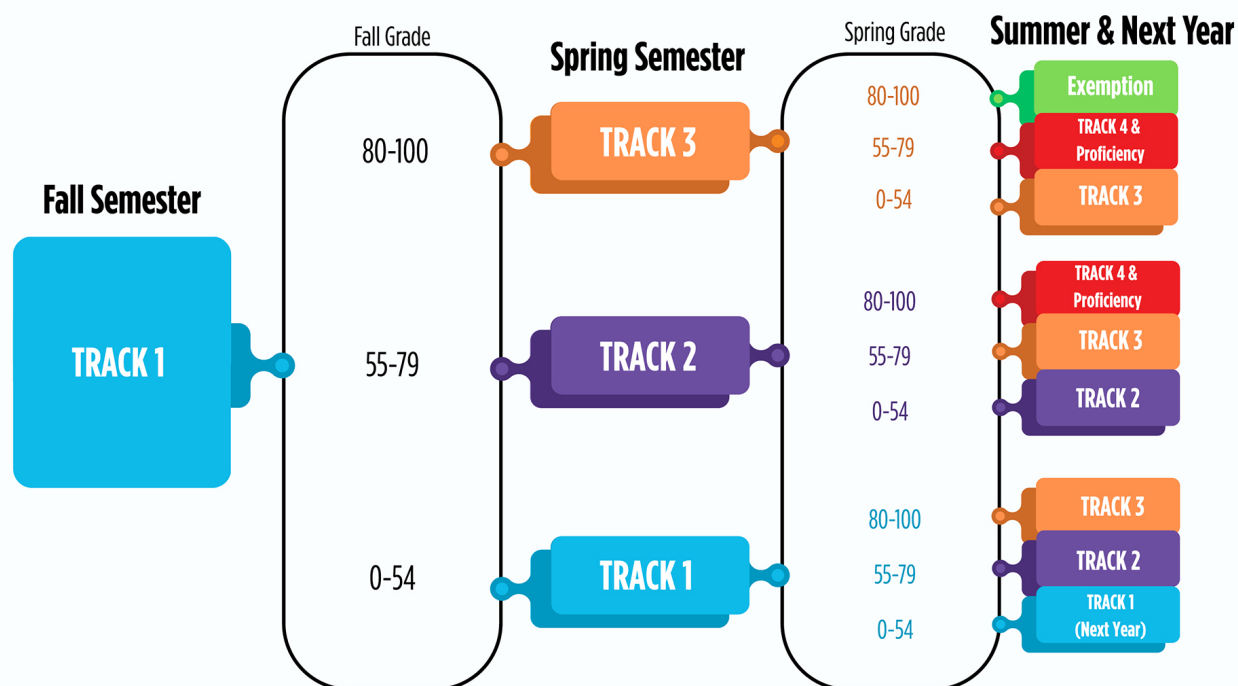 Fall Semester
TRACK 1
Fall Grade
80-100
55-79
0-54
Spring Semester
TRACK 3
TRACK 2
TRACK 1
Spring Grade
80-100
55-79
0-54
80-100
55-79
0-54
80-100
55-79
0-54
Summer & Next Year
Exemption
TRACK 4 &
Proficiency
TRACK 3
TRACK 4 &
Proficiency
TRACK 3
TRACK 2
TRACK 3
TRACK 2
TRACK 1
(Next Year)